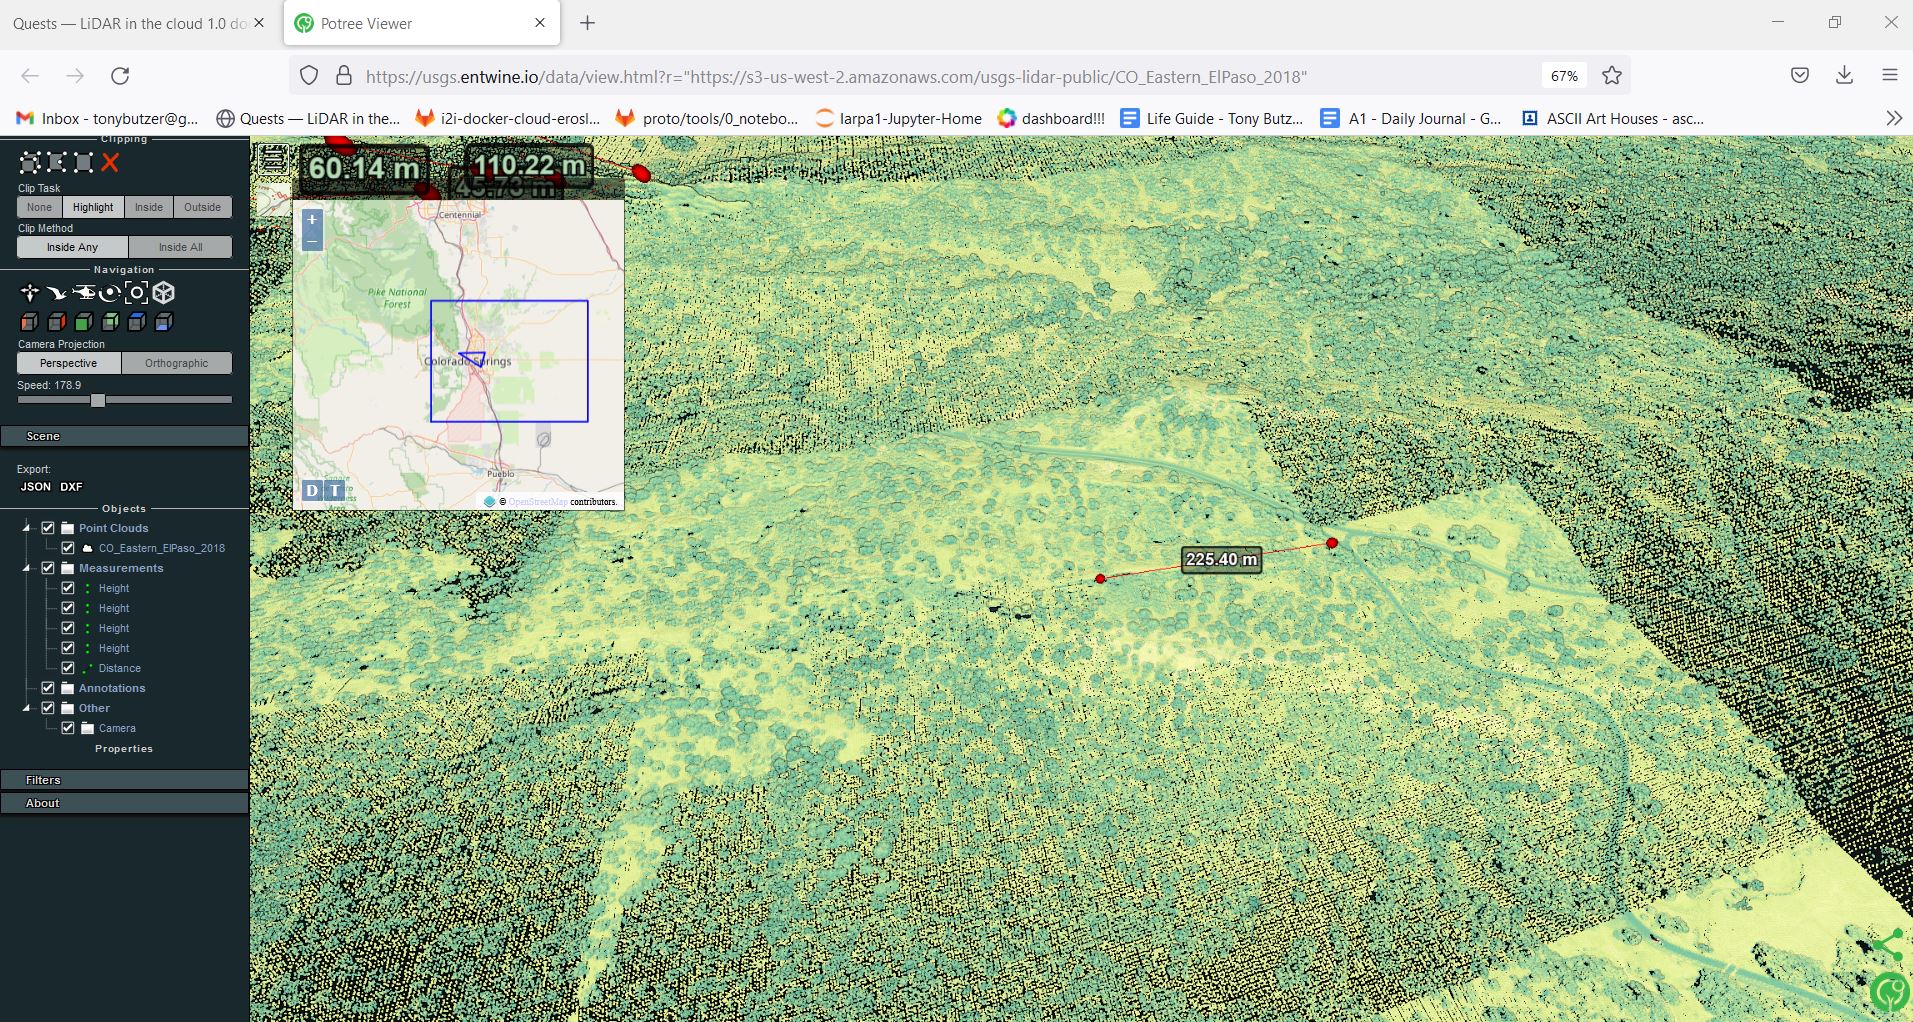 Quests — LiDAR in the cloud 1.0 do
Potree Viewer
https://usgs.entwine.io/data/view.html?r="https://s3-us-west-2.amazonaws.com/usgs-lidar-public/CO_Eastern_ElPaso_2018"
67%
Inbox - tonybutzer@g...
Quests — LiDAR in the...
i2i-docker-cloud-erosl...
proto/tools/0_notebo...
Iarpa1-Jupyter-Home
dashboard!!!
Life Guide - Tony Butz...
A1 - Daily Journal - G...
ASCII Art Houses - asc...
Clipping
Clip Task
None Highlight Inside Outside
Clip Method
Inside Any Inside All
Navigation
Camera Projection
Perspective Orthographic
Speed: 178.9
Scene
Export:
JSON DXF
Objects
Point Clouds
CO_Eastern_ElPaso_2018
Measurements
Height
Height
Height
Height
Distance
Annotations
Other
Camera
Properties
Filters
About
60.14 m
110.22 m
45.73 m
+
−
Centennial
Pike National
Forest
Colorado Springs
Pueblo
D T
© OpenStreetMap contributors.
225.40 m